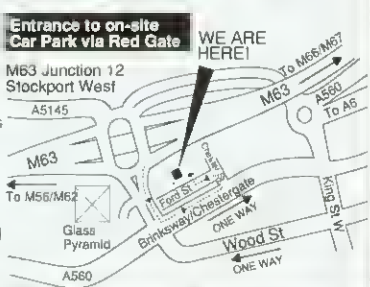 Entrance to on-site
Car Park via Red Gate
WE ARE
HERE!
M63 Junction 12
Stockport West
To M66/M67
M63
A5145
A560
To A6
M63
To M56/M62
Ford St
Glass
Pyramid
Brinksway/Chestergate
ONE WAY
King St W
Wood St
ONE WAY
A560